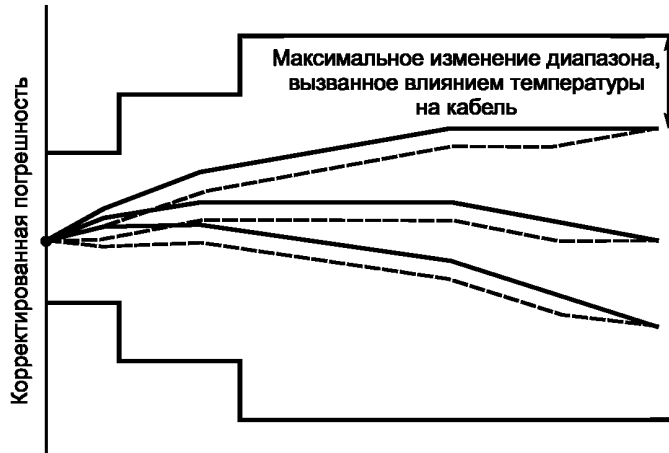 Корректированная погрешность
Максимальное изменение диапазона,
вызванное влиянием температуры
на кабель